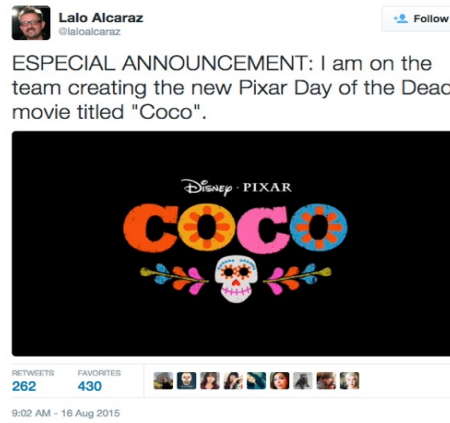 Lalo Alcaraz
@laloalcaraz
Follow
ESPECIAL ANNOUNCEMENT: I am on the
team creating the new Pixar Day of the Dead
movie titled "Coco".
DISNEY · PIXAR
COCO
RETWEETS
FAVORITES
262
430
9:02 AM - 16 Aug 2015